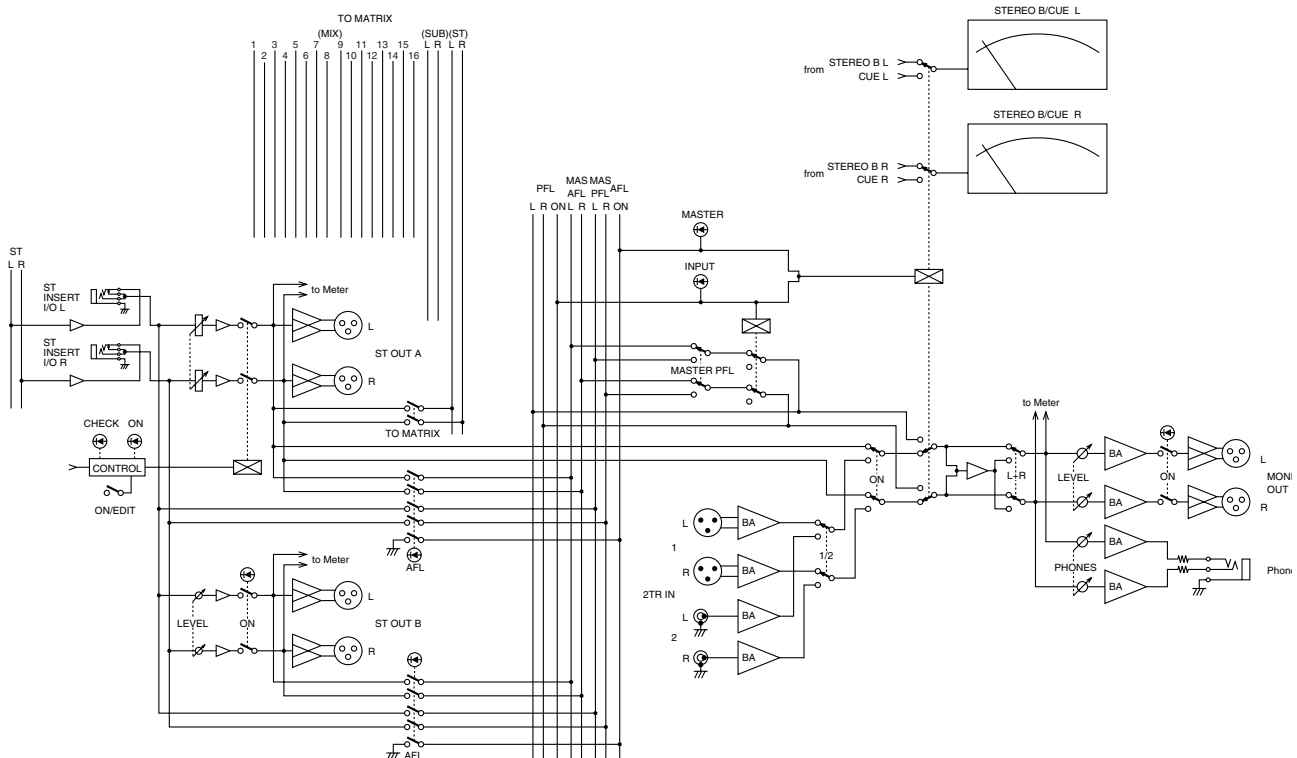 STEREO B/CUE L
TO MATRIX
(MIX)
(SUB)(ST)
1 3 5 7 9 11 13 15 L R L R
2 4 6 8 10 12 14 16
from STEREO B L
CUE L
STEREO B/CUE R
from STEREO B R
CUE R
PFL
MAS AFL
MAS PFL
AFL
L R ON L R L R ON
MASTER
INPUT
ST
L R
ST INSERT I/O L
ST INSERT I/O R
to Meter
L
ST OUT A
R
MASTER PFL
TO MATRIX
CHECK ON
CONTROL
ON/EDIT
AFL
to Meter
L
ST OUT B
R
LEVEL ON
AFL
ON
L
1
R
2TR IN
L
2
R
BA
BA
BA
BA
1/2
to Meter
L+R
LEVEL
BA
BA
ON
L
R
OUT
PHONES
BA
BA